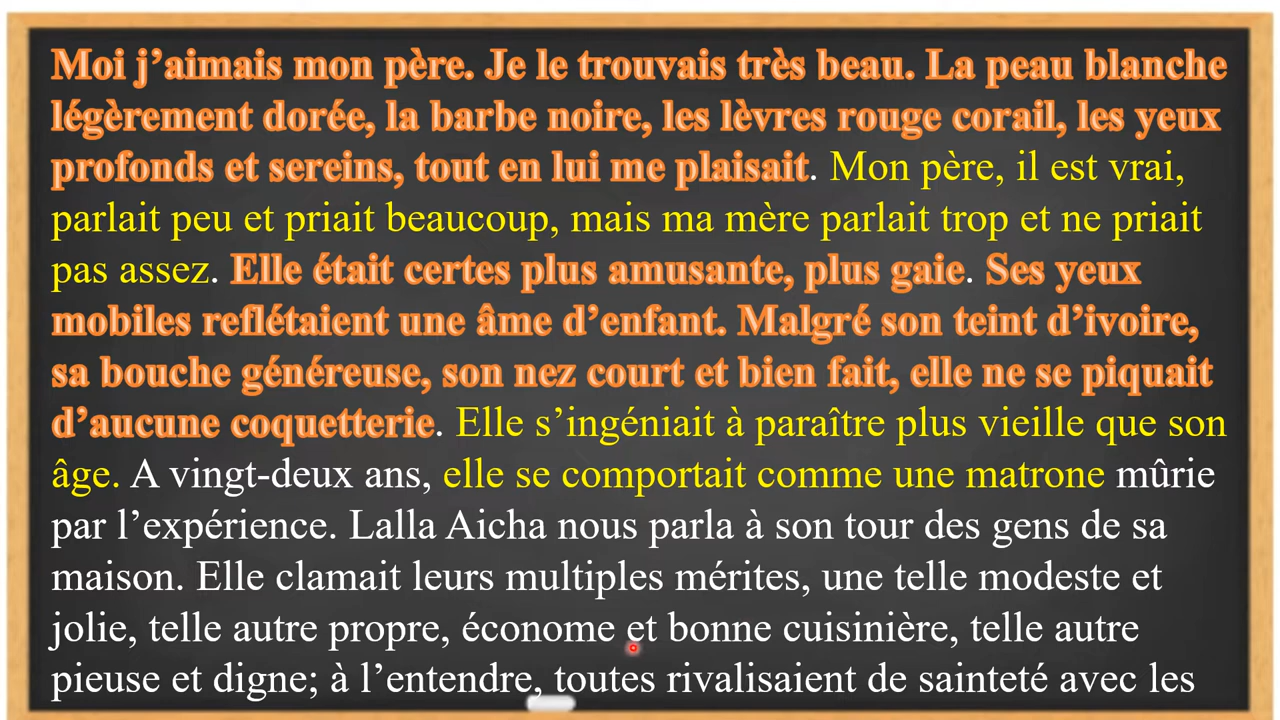 Moi j’aimais mon père. Je le trouvais très beau. La peau blanche
légèrement dorée, la barbe noire, les lèvres rouge corail, les yeux
profonds et sereins, tout en lui me plaisait. Mon père, il est vrai,
parlait peu et priait beaucoup, mais ma mère parlait trop et ne priait
pas assez. Elle était certes plus amusante, plus gaie. Ses yeux
mobiles reflétaient une âme d’enfant. Malgré son teint d’ivoire,
sa bouche généreuse, son nez court et bien fait, elle ne se piquait
d’aucune coquetterie. Elle s’ingéniait à paraître plus vieille que son
âge. A vingt-deux ans, elle se comportait comme une matrone mûrie
par l’expérience. Lalla Aicha nous parla à son tour des gens de sa
maison. Elle clamait leurs multiples mérites, une telle modeste et
jolie, telle autre propre, économe et bonne cuisinière, telle autre
pieuse et digne; à l’entendre, toutes rivalisaient de sainteté avec les